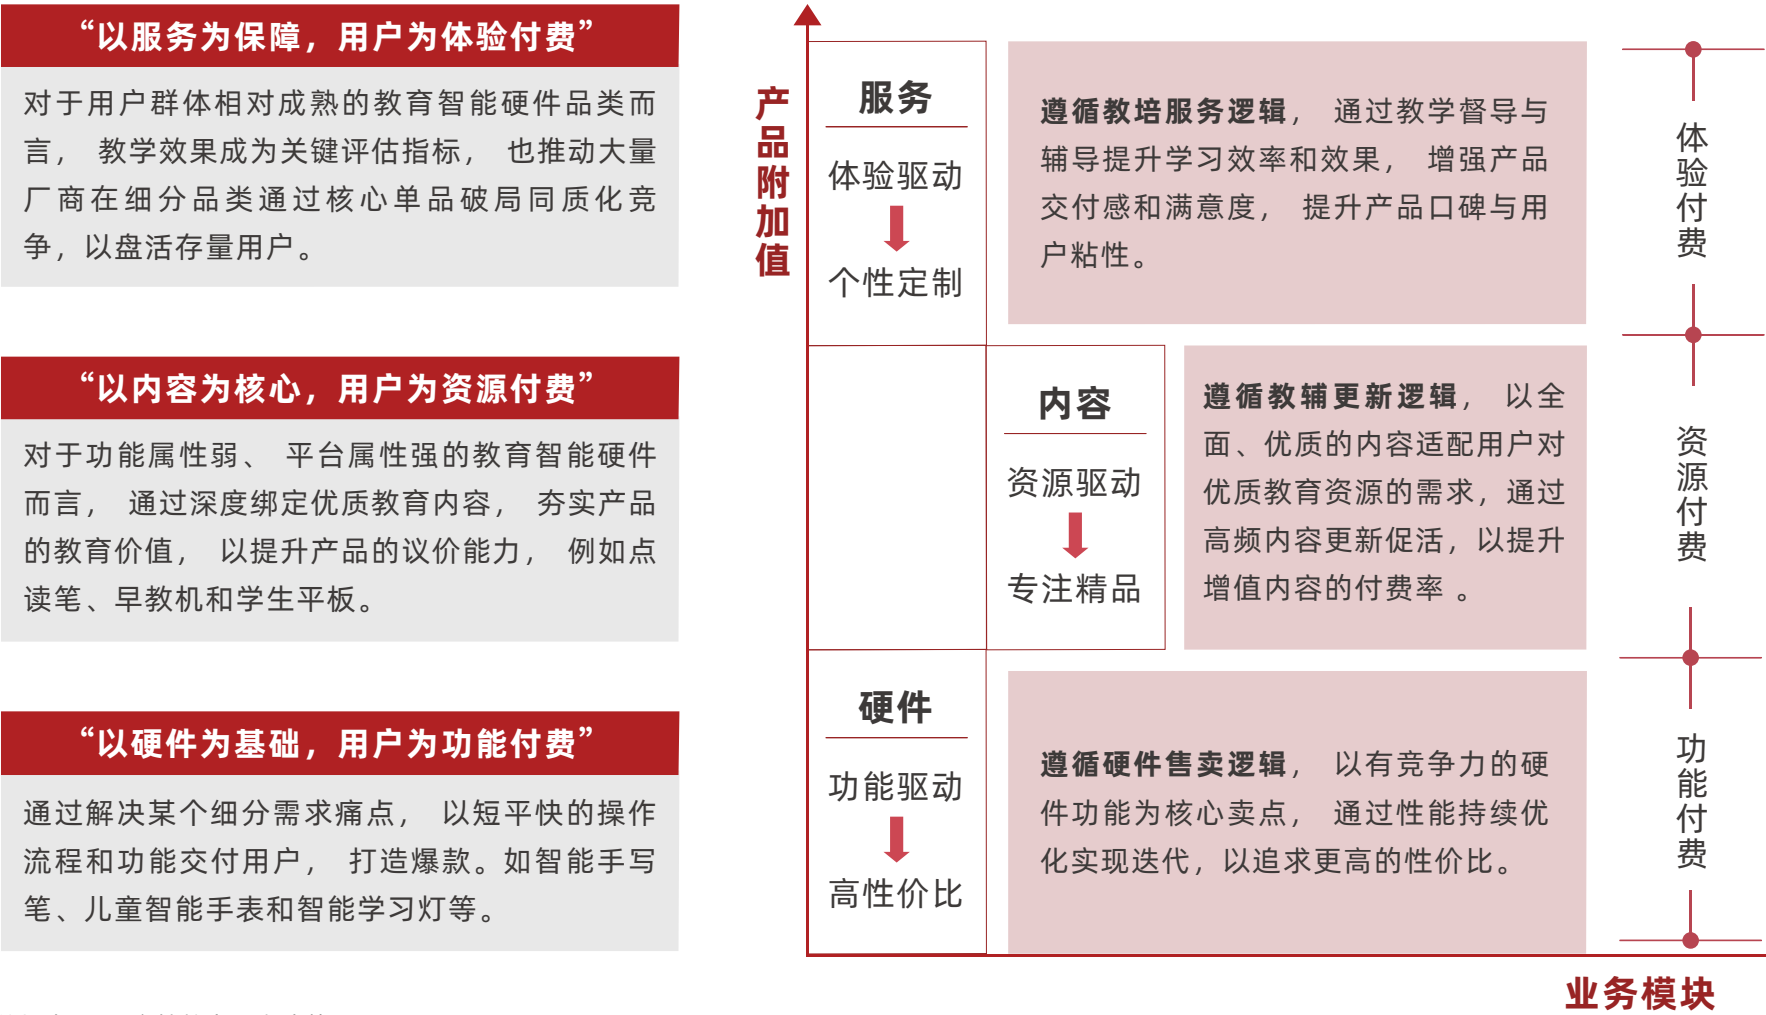 “以服务为保障，用户为体验付费”
对于用户群体相对成熟的教育智能硬件品类而
言， 教学效果成为关键评估指标， 也推动大量
厂商在细分品类通过核心单品破局同质化竞
争，以盘活存量用户。
“以内容为核心，用户为资源付费”
对于功能属性弱、 平台属性强的教育智能硬件
而言， 通过深度绑定优质教育内容， 夯实产品
的教育价值， 以提升产品的议价能力， 例如点
读笔、早教机和学生平板。
“以硬件为基础，用户为功能付费”
通过解决某个细分需求痛点， 以短平快的操作
流程和功能交付用户， 打造爆款。如智能手写
笔、儿童智能手表和智能学习灯等。
产品附加值
服务
体验驱动
个性定制
遵循教培服务逻辑， 通过教学督导与
辅导提升学习效率和效果， 增强产品
交付感和满意度， 提升产品口碑与用
户粘性。
体验付费
内容
资源驱动
专注精品
遵循教辅更新逻辑， 以全
面、优质的内容适配用户对
优质教育资源的需求，通过
高频内容更新促活，以提升
增值内容的付费率 。
资源付费
硬件
功能驱动
高性价比
遵循硬件售卖逻辑， 以有竞争力的硬
件功能为核心卖点， 通过性能持续优
化实现迭代，以追求更高的性价比。
功能付费
业务模块